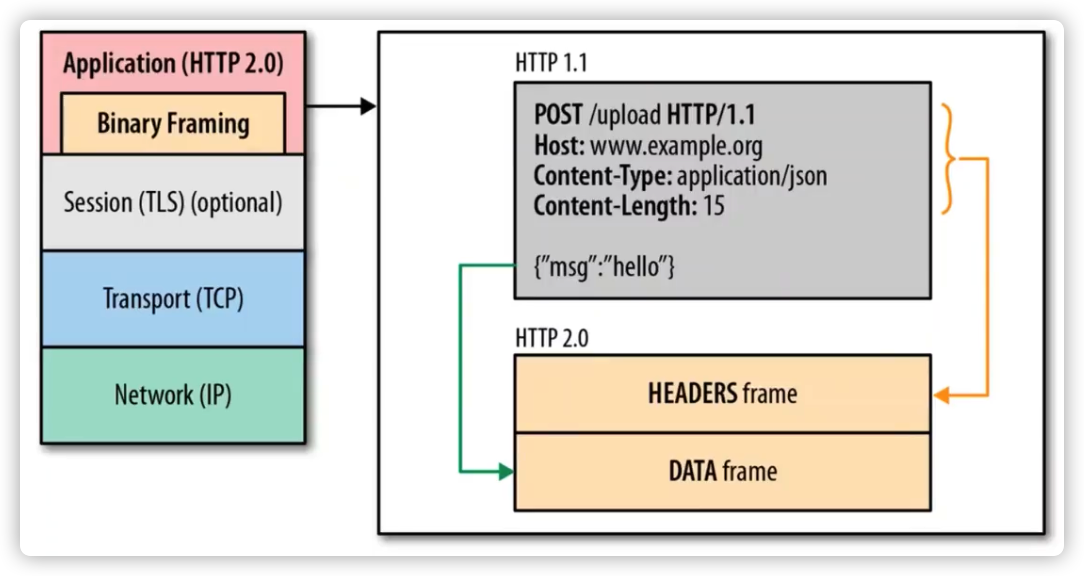 Application (HTTP 2.0)
Binary Framing
Session (TLS) (optional)
Transport (TCP)
Network (IP)
HTTP 1.1
POST /upload HTTP/1.1
Host: www.example.org
Content-Type: application/json
Content-Length: 15
{”msg”:”hello”}
HTTP 2.0
HEADERS frame
DATA frame